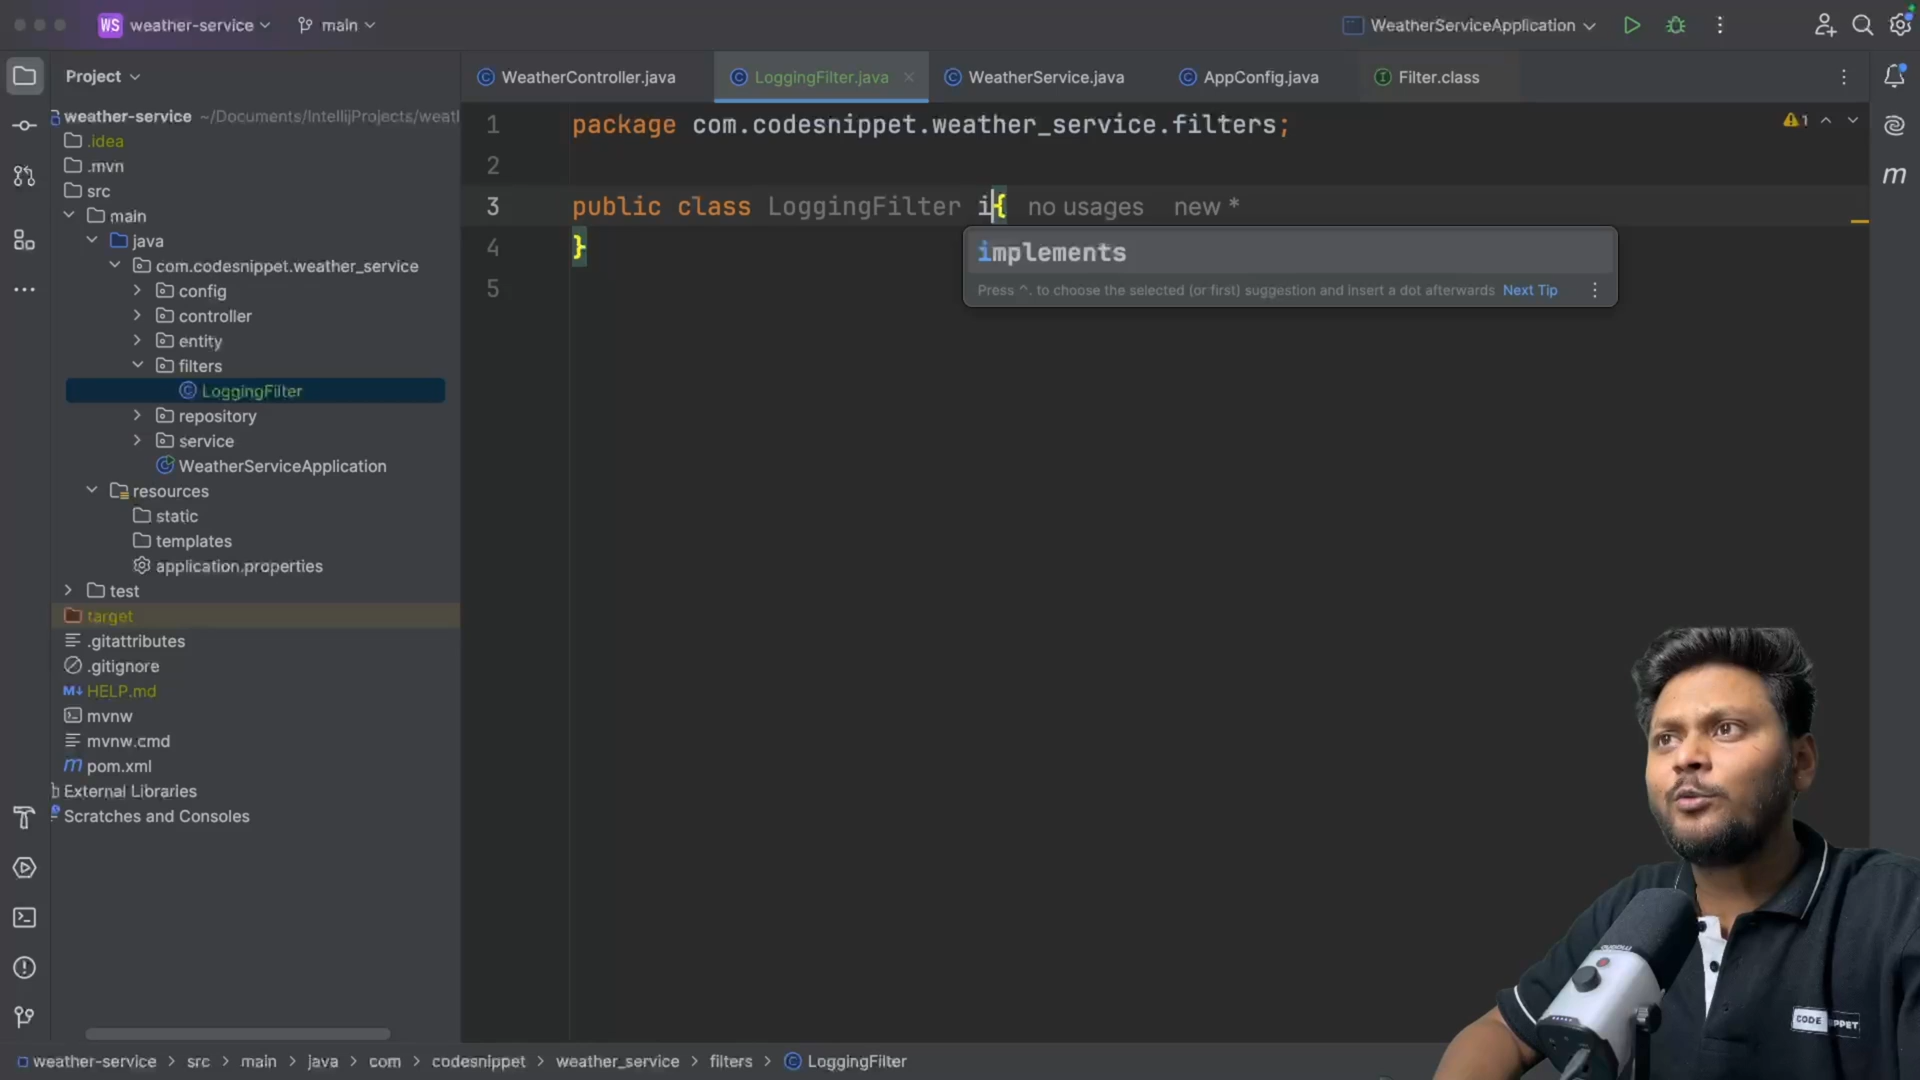 WS weather-service main WeatherServiceApplication
Project
WeatherController.java LoggingFilter.java WeatherService.java AppConfig.java Filter.class
weather-service ~/Documents/IntellijProjects/weatl
.idea
.mvn
src
main
java
com.codesnippet.weather_service
config
controller
entity
filters
LoggingFilter
repository
service
WeatherServiceApplication
resources
static
templates
application.properties
test
target
.gitattributes
.gitignore
M↓ HELP.md
mvnw
mvnw.cmd
m pom.xml
External Libraries
Scratches and Consoles
1 package com.codesnippet.weather_service.filters;
2
3 public class LoggingFilter i{ no usages new *
4 }
5
1
implements
Press ^. to choose the selected (or first) suggestion and insert a dot afterwards Next Tip
m
weather-service > src > main > java > com > codesnippet > weather_service > filters > LoggingFilter